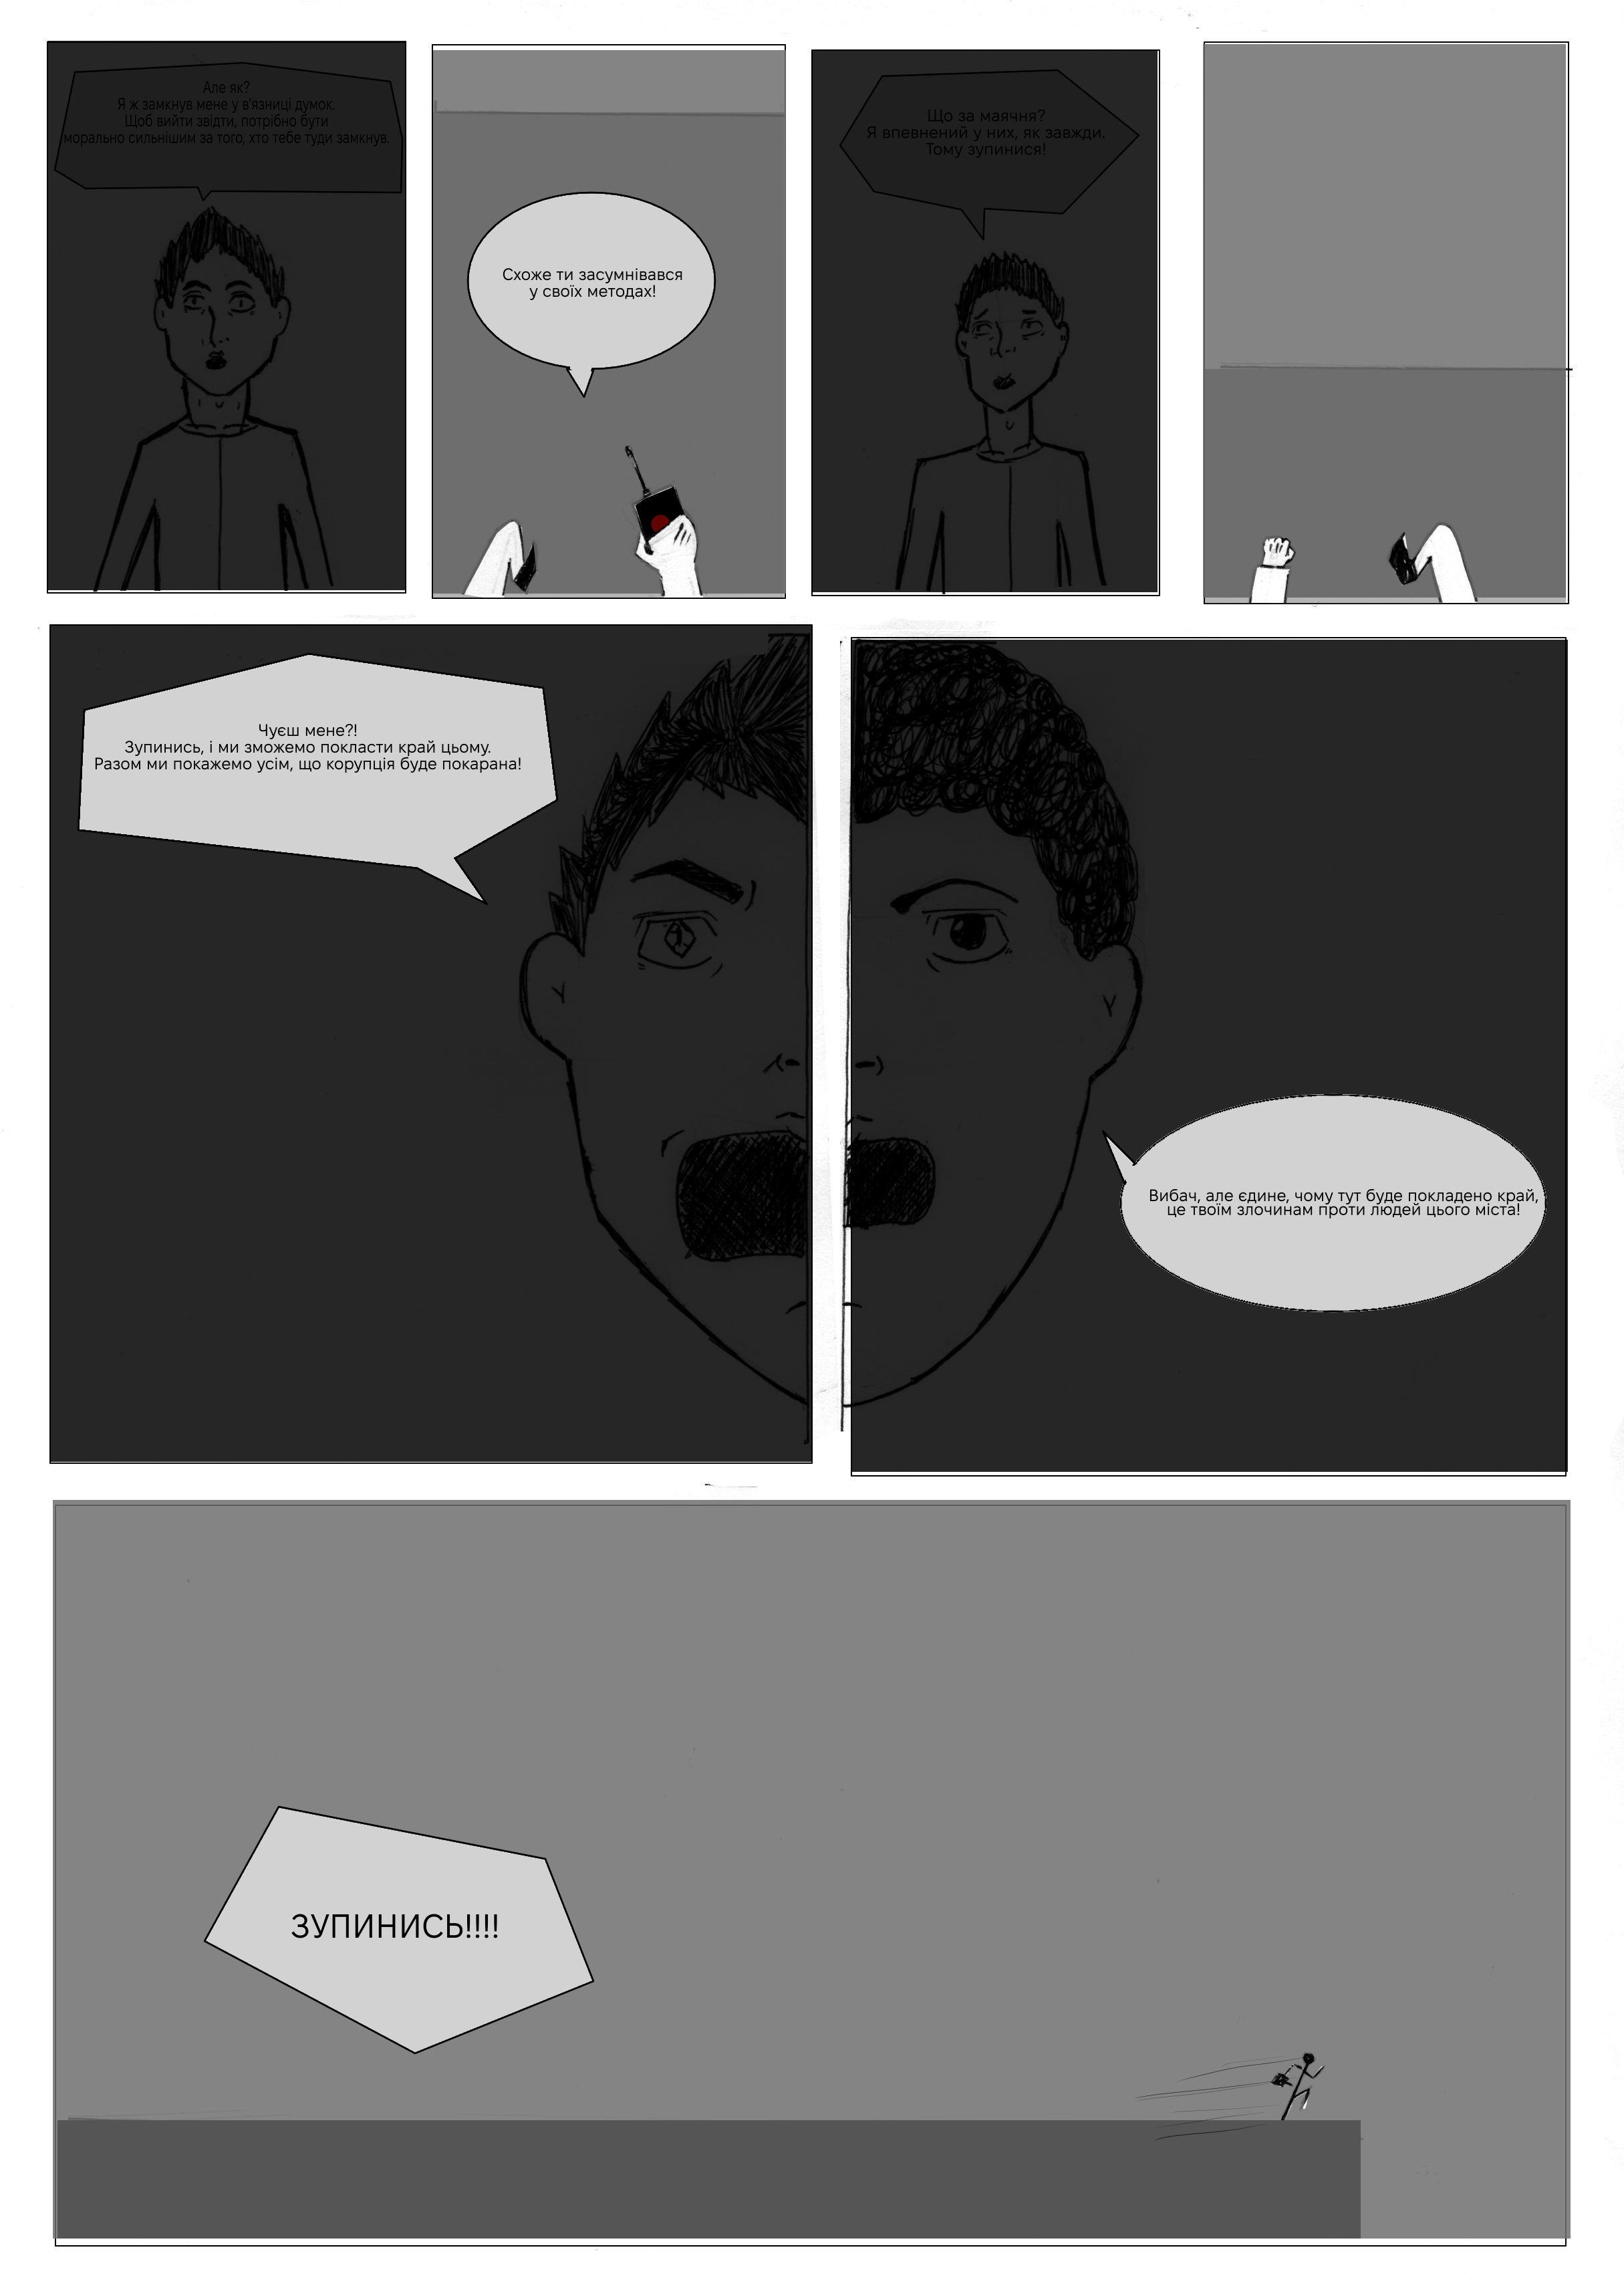 Але як?
Я ж замкнув мене у в'язниці думок.
Щоб вийти звідти, потрібно бути
морально сильнішим за того, хто тебе туди замкнув.
Схоже ти засумнівався
у своїх методах!
Що за маячня?
Я впевнений у них, як завжди.
Тому зупинися!
Чуєш мене?!
Зупинись, і ми зможемо покласти край цьому.
Разом ми покажемо усім, що корупція буде покарана!
Вибач, але єдине, чому тут буде покладено край,
це твоїм злочинам проти людей цього міста!
ЗУПИНИСЬ!!!!